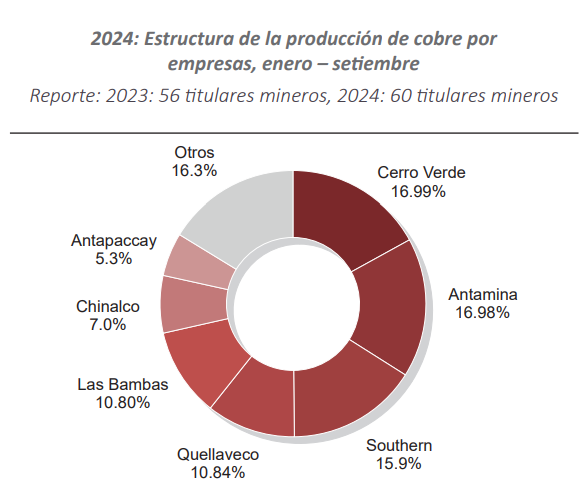 2024: Estructura de la producción de cobre por
empresas, enero – setiembre
Reporte: 2023: 56 titulares mineros, 2024: 60 titulares mineros
Otros
16.3%
Cerro Verde
16.99%
Antapaccay
5.3%
Antamina
16.98%
Chinalco
7.0%
Las Bambas
10.80%
Southern
15.9%
Quellaveco
10.84%